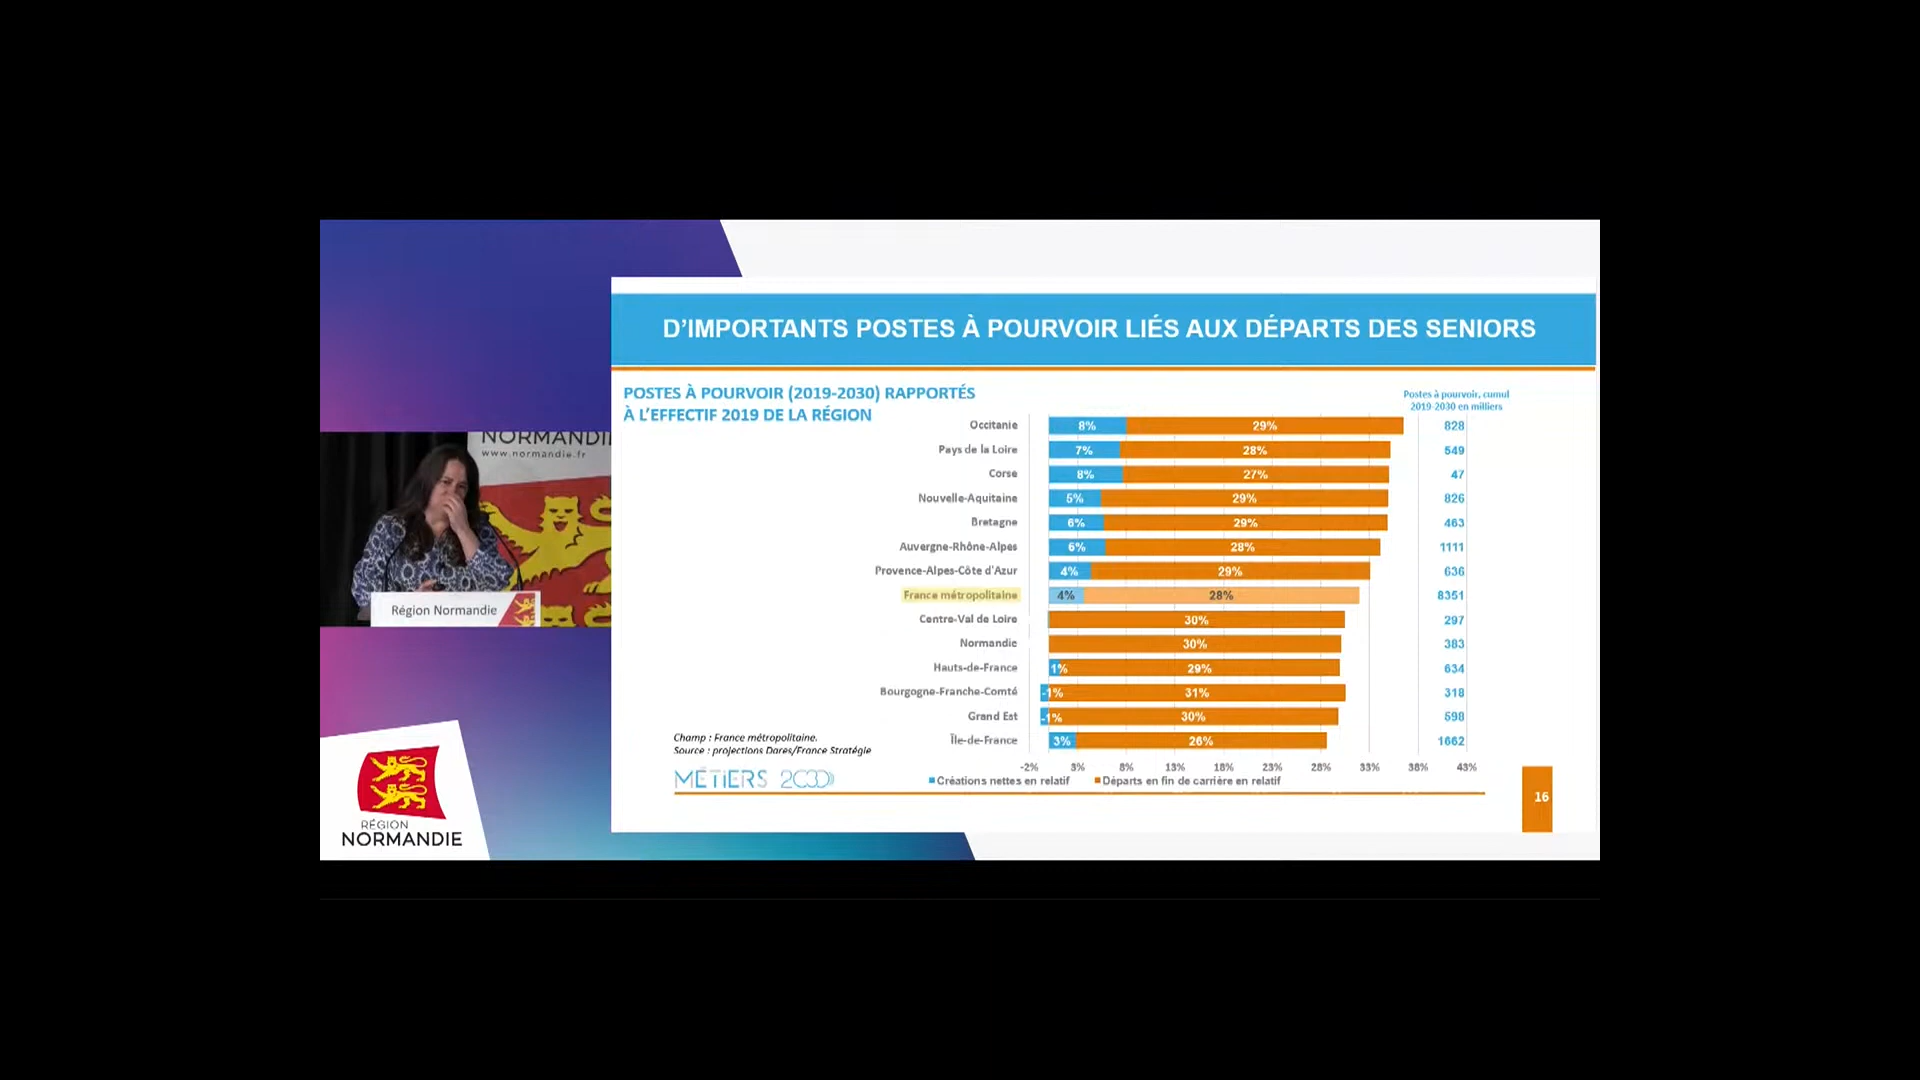 D'IMPORTANTS POSTES À POURVOIR LIÉS AUX DÉPARTS DES SENIORS
POSTES À POURVOIR (2019-2030) RAPPORTÉS
À L'EFFECTIF 2019 DE LA RÉGION
Postes à pourvoir, cumul
2019-2030 en milliers
Occitanie 8% 29% 828
Pays de la Loire 7% 28% 549
Corse 8% 27% 47
Nouvelle-Aquitaine 5% 29% 826
Bretagne 6% 29% 463
Auvergne-Rhône-Alpes 6% 28% 1111
Provence-Alpes-Côte d'Azur 4% 29% 636
France métropolitaine 4% 28% 8351
Centre-Val de Loire 30% 297
Normandie 30% 383
Hauts-de-France 1% 29% 634
Bourgogne-Franche-Comté -1% 31% 318
Grand Est -1% 30% 598
Île-de-France 3% 26% 1662
-2% 3% 8% 13% 18% 23% 28% 33% 38% 43%
Créations nettes en relatif Départs en fin de carrière en relatif
Champ : France métropolitaine.
Source : projections Dares/France Stratégie
MÉTIERS 2030
16
NORMANDIE
www.normandie.fr
Région Normandie
RÉGION
NORMANDIE